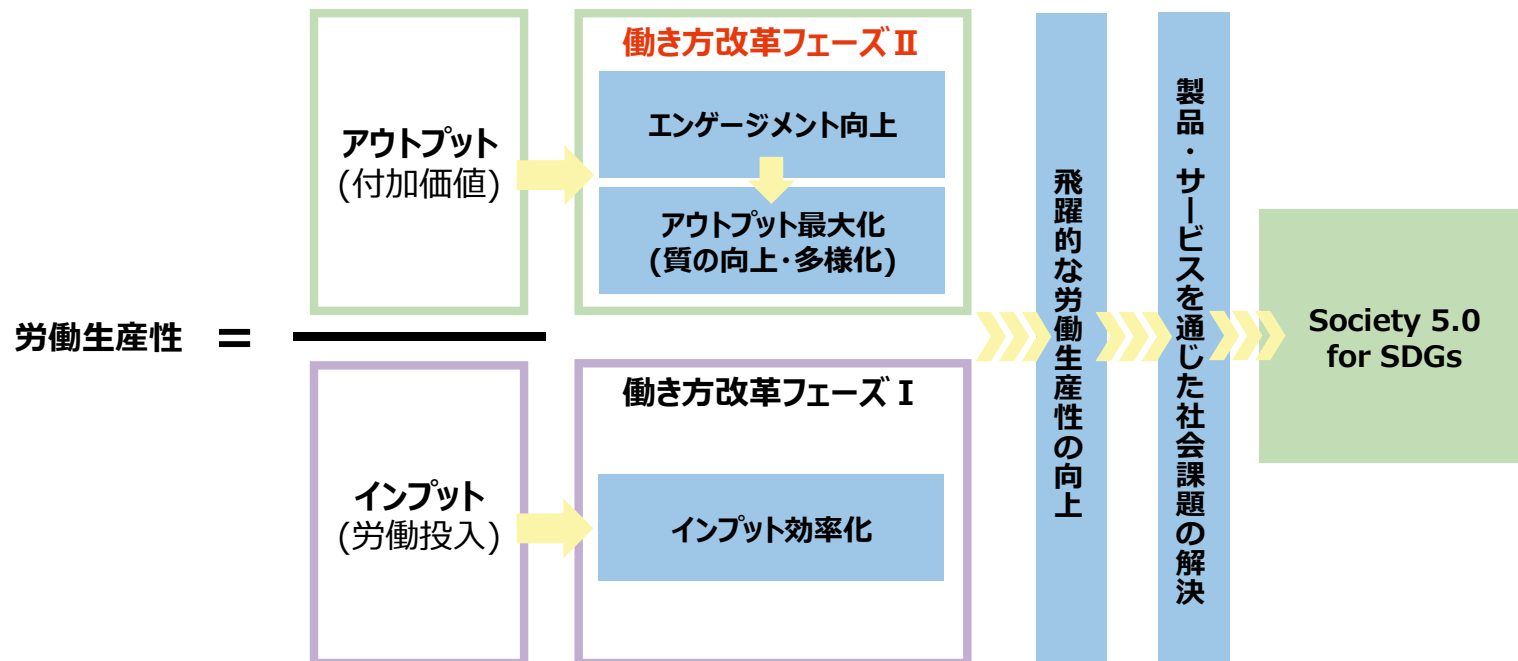 労働生産性
＝
アウトプット
(付加価値)
インプット
(労働投入)
働き方改革フェーズⅡ
エンゲージメント向上
アウトプット最大化
(質の向上・多様化)
働き方改革フェーズⅠ
インプット効率化
飛躍的な労働生産性の向上
製品・サービスを通じた社会課題の解決
Society 5.0
for SDGs